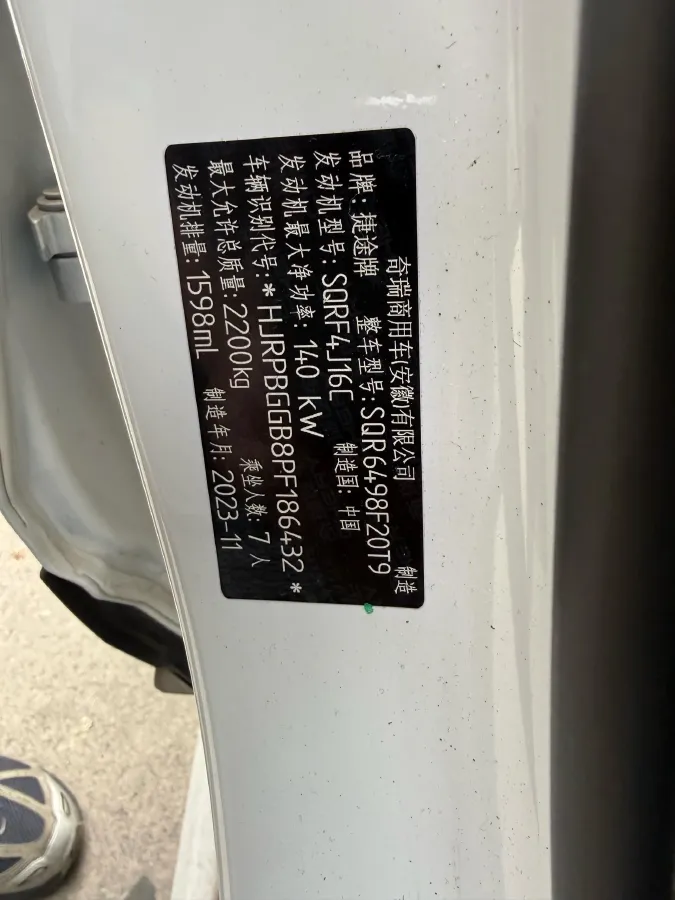 奇瑞商用车(安徽)有限公司 制造
品牌：捷途牌 整车型号：SQR6498F20T9
发动机型号：SQRF4J16C 制造国：中国
发动机最大净功率：140 kW
车辆识别代号：*HJRPBGGB8PF186432*
最大允许总质量：2200kg 乘坐人数：7人
发动机排量：1598mL 制造年月：2023-11